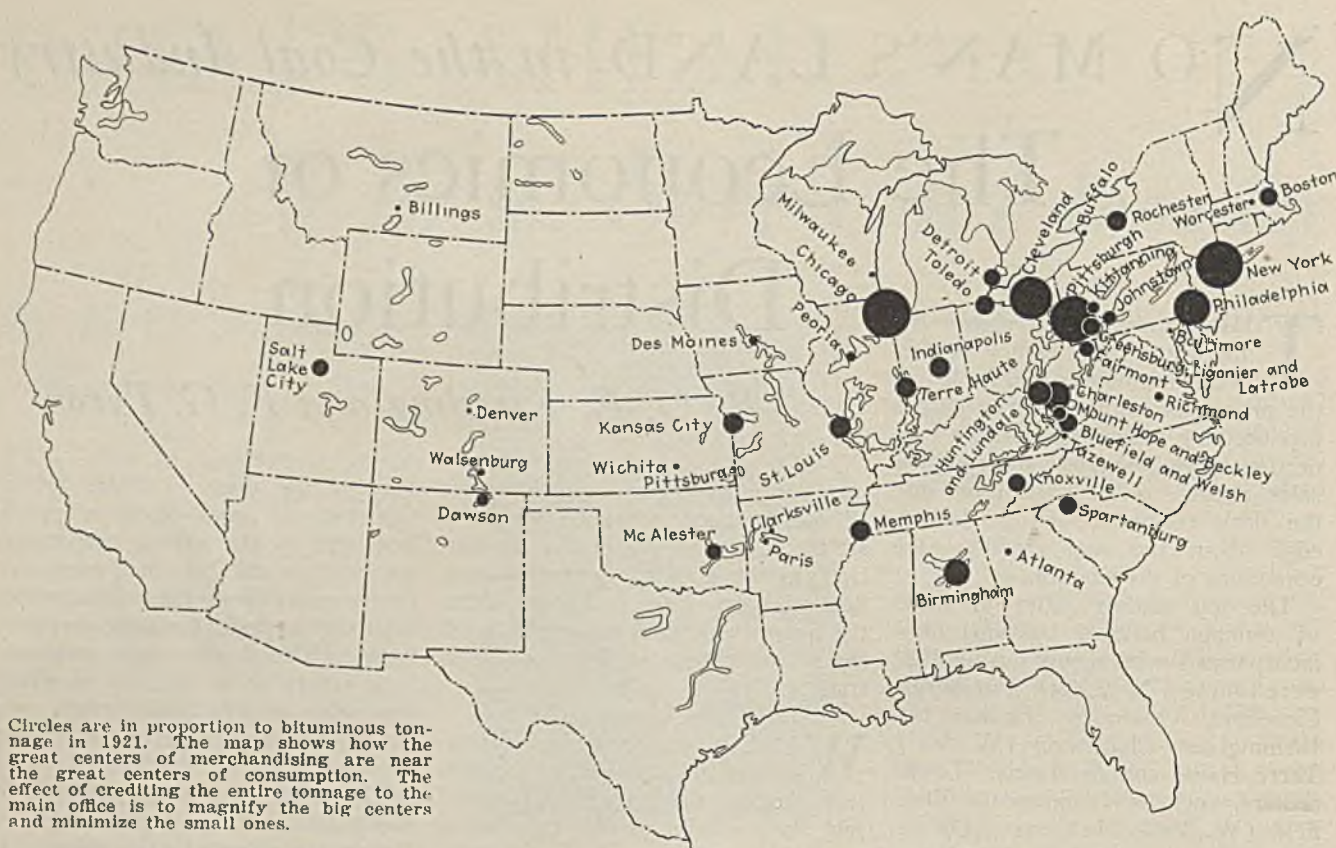 Billings
Salt
Lake
City
Denver
Walsenburg
Dawson
Des Moines
Kansas City
Wichita
Pittsburg
St. Louis
Mc Alester
Clarksville
Paris
Memphis
Birmingham
Atlanta
Spartanburg
Knoxville
Milwaukee
Chicago
Peoria
Indianapolis
Terre Haute
Detroit
Toledo
Cleveland
Buffalo
Rochester
Worcester
Boston
New York
Philadelphia
Baltimore
Pittsburgh
Kittanning
Johnstown
Greensburg, Ligonier and
Latrobe
Fairmont
Richmond
Charleston
Mount Hope and Beckley
Bluefield and Welsh
Tazewell
Huntington
and Lundale
Circles are in proportion to bituminous ton-
nage in 1921. The map shows how the
great centers of merchandising are near
the great centers of consumption. The
effect of crediting the entire tonnage to the
main office is to magnify the big centers
and minimize the small ones.